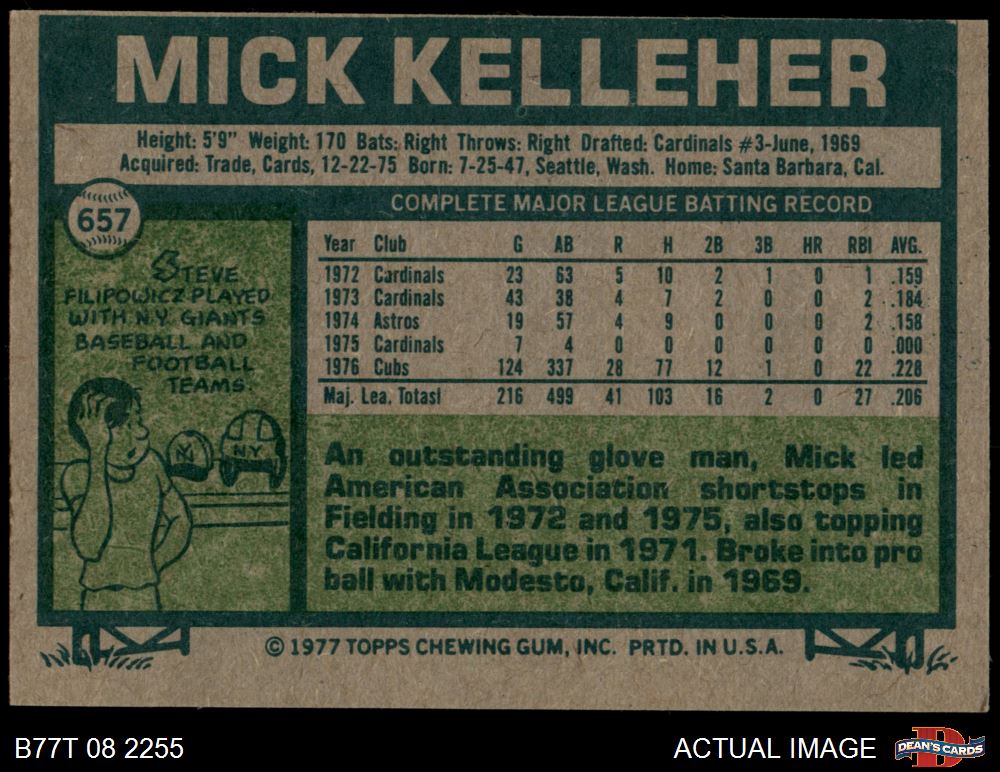 MICK KELLEHER
Height: 5'9" Weight: 170 Bats: Right Throws: Right Drafted: Cardinals #3-June, 1969
Acquired: Trade, Cards, 12-22-75 Born: 7-25-47, Seattle, Wash. Home: Santa Barbara, Cal.
657
COMPLETE MAJOR LEAGUE BATTING RECORD
Year Club G AB R H 2B 3B HR RBI AVG.
1972 Cardinals 23 63 5 10 2 1 0 1 .159
1973 Cardinals 43 38 4 7 2 0 0 2 .184
1974 Astros 19 57 4 9 0 0 0 2 .158
1975 Cardinals 7 4 0 0 0 0 0 0 .000
1976 Cubs 124 337 28 77 12 1 0 22 .228
Maj. Lea. Totasl 216 499 41 103 16 2 0 27 .206
STEVE
FILIPOWICZ PLAYED
WITH N.Y. GIANTS
BASEBALL AND
FOOTBALL
TEAMS.
NY
NY
An outstanding glove man, Mick led
American Association shortstops in
Fielding in 1972 and 1975, also topping
California League in 1971. Broke into pro
ball with Modesto, Calif. in 1969.
© 1977 TOPPS CHEWING GUM, INC. PRTD. IN U.S.A.
B77T 08 2255
ACTUAL IMAGE
D
DEAN'S CARDS